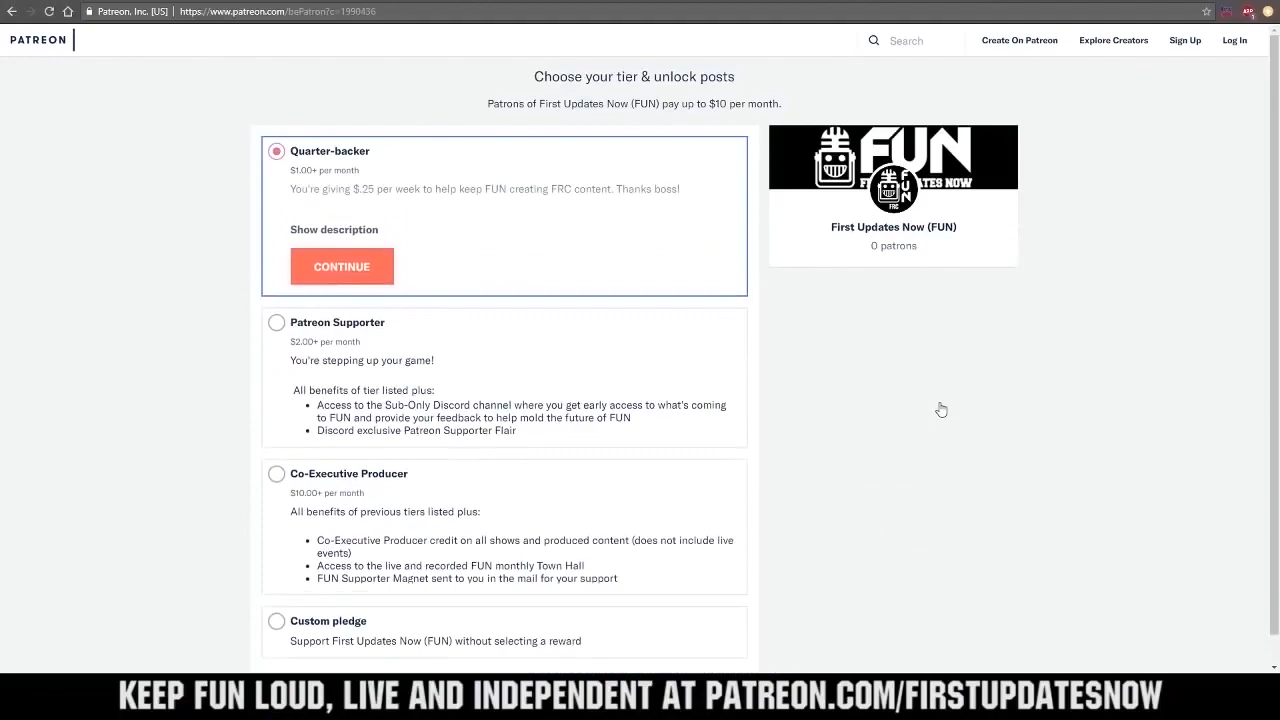 Patreon, Inc. [US] | https://www.patreon.com/bePatron?c=1990436
PATREON
Search
Create On Patreon
Explore Creators
Sign Up
Log In
Choose your tier & unlock posts
Patrons of First Updates Now (FUN) pay up to $10 per month.
Quarter-backer
$1.00+ per month
You're giving $.25 per week to help keep FUN creating FRC content. Thanks boss!
Show description
CONTINUE
FUN
FUN
FRC
First Updates Now (FUN)
0 patrons
Patreon Supporter
$2.00+ per month
You're stepping up your game!
All benefits of tier listed plus:
Access to the Sub-Only Discord channel where you get early access to what's coming
to FUN and provide your feedback to help mold the future of FUN
Discord exclusive Patreon Supporter Flair
Co-Executive Producer
$10.00+ per month
All benefits of previous tiers listed plus:
Co-Executive Producer credit on all shows and produced content (does not include live
events)
Access to the live and recorded FUN monthly Town Hall
FUN Supporter Magnet sent to you in the mail for your support
Custom pledge
Support First Updates Now (FUN) without selecting a reward
KEEP FUN LOUD, LIVE AND INDEPENDENT AT PATREON.COM/FIRSTUPDATESNOW